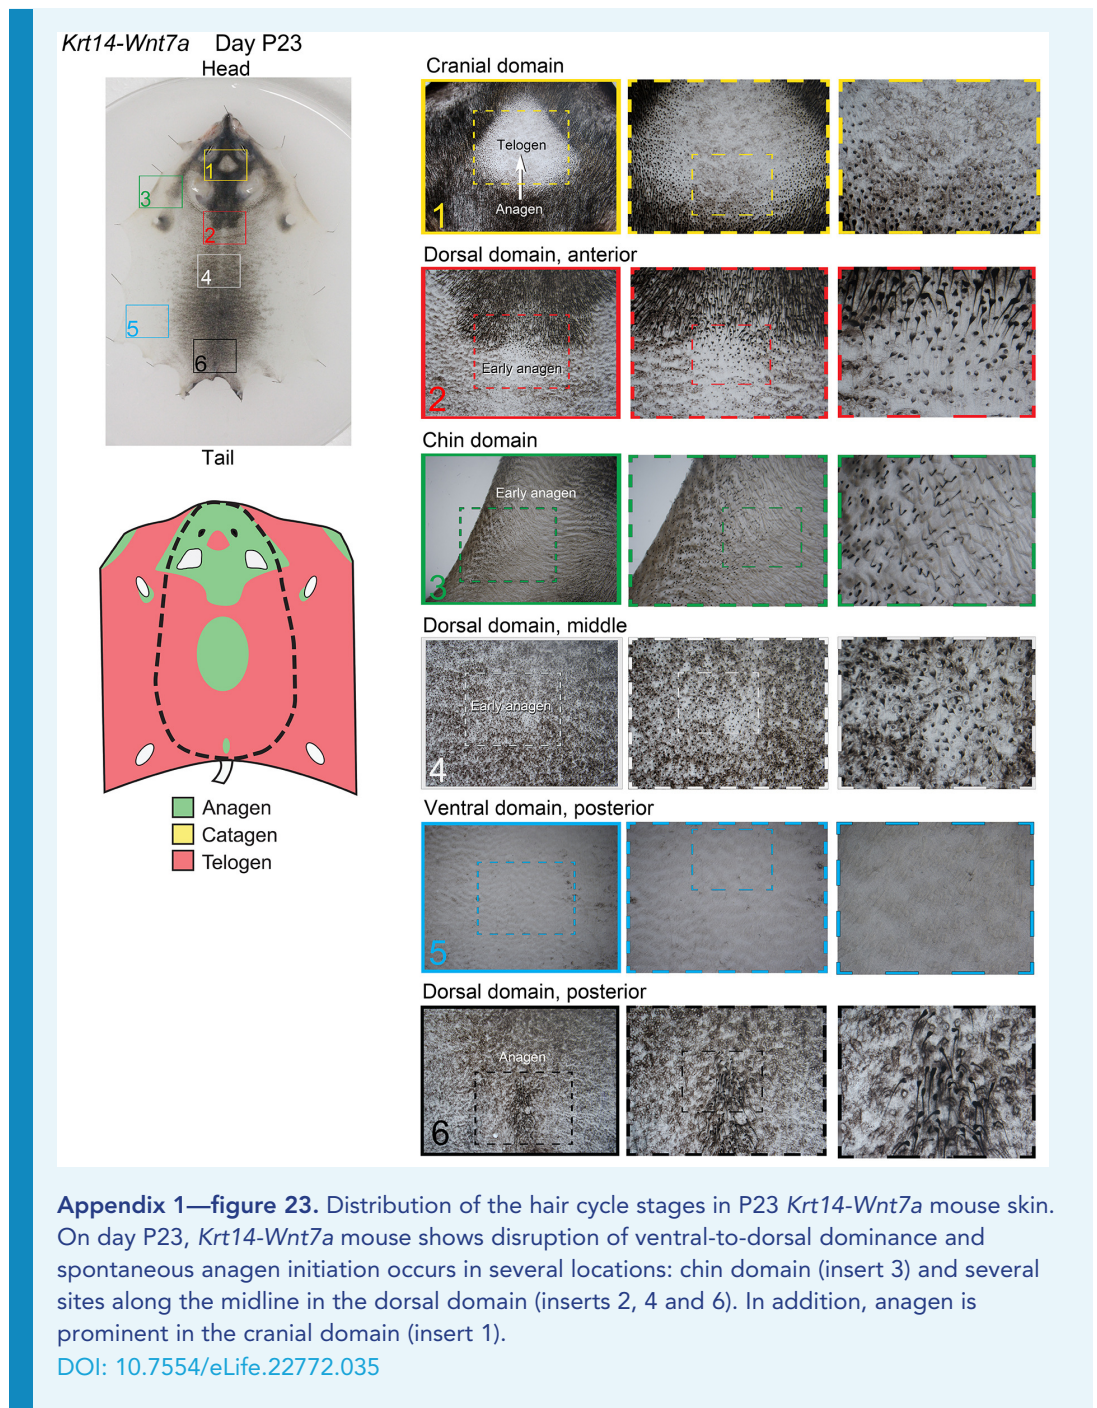 Krt14-Wnt7a Day P23
Head
1
3
2
4
5
6
Tail
Anagen
Catagen
Telogen
Cranial domain
Telogen
Anagen
1
Dorsal domain, anterior
Early anagen
2
Chin domain
Early anagen
3
Dorsal domain, middle
Early anagen
4
Ventral domain, posterior
5
Dorsal domain, posterior
Anagen
6
Appendix 1—figure 23. Distribution of the hair cycle stages in P23 Krt14-Wnt7a mouse skin.
On day P23, Krt14-Wnt7a mouse shows disruption of ventral-to-dorsal dominance and
spontaneous anagen initiation occurs in several locations: chin domain (insert 3) and several
sites along the midline in the dorsal domain (inserts 2, 4 and 6). In addition, anagen is
prominent in the cranial domain (insert 1).
DOI: 10.7554/eLife.22772.035